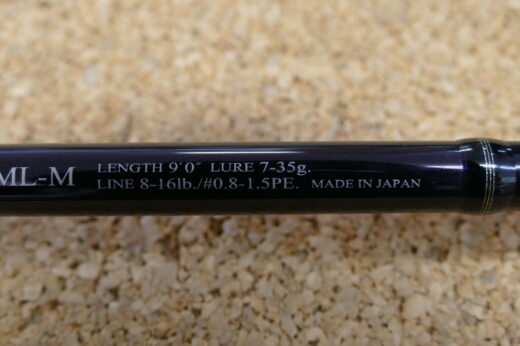 ML-M LENGTH 9´0˝ LURE 7-35g.
LINE 8-16lb./#0.8-1.5PE. MADE IN JAPAN